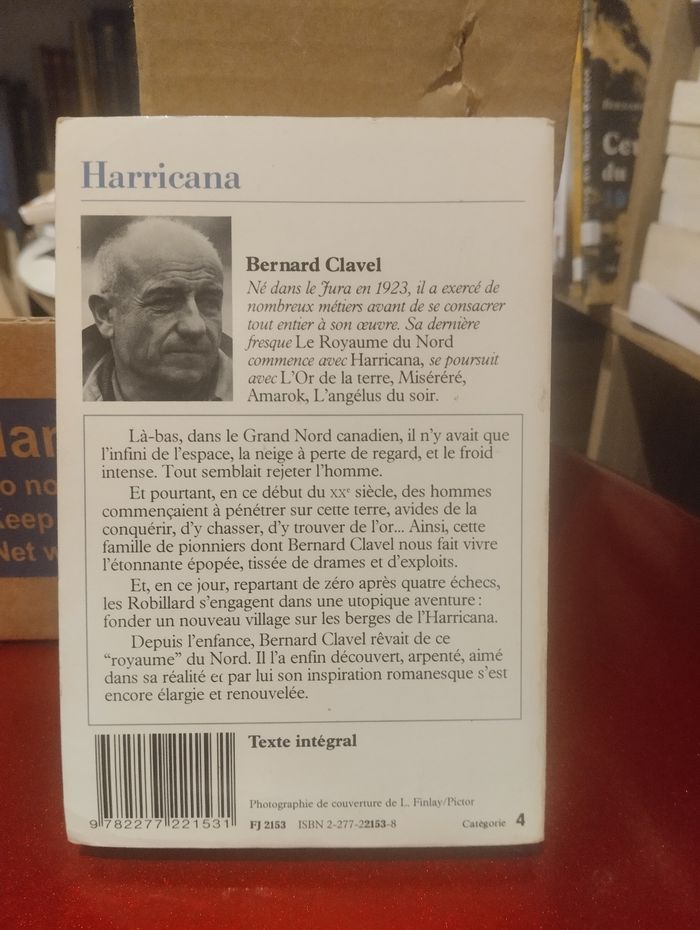 Harricana
Bernard Clavel
Né dans le Jura en 1923, il a exercé de
nombreux métiers avant de se consacrer
tout entier à son œuvre. Sa dernière
fresque Le Royaume du Nord
commence avec Harricana, se poursuit
avec L'Or de la terre, Miséréré,
Amarok, L'angélus du soir.
Là-bas, dans le Grand Nord canadien, il n'y avait que
l'infini de l'espace, la neige à perte de regard, et le froid
intense. Tout semblait rejeter l'homme.
Et pourtant, en ce début du XXe siècle, des hommes
commençaient à pénétrer sur cette terre, avides de la
conquérir, d'y chasser, d'y trouver de l'or... Ainsi, cette
famille de pionniers dont Bernard Clavel nous fait vivre
l'étonnante épopée, tissée de drames et d'exploits.
Et, en ce jour, repartant de zéro après quatre échecs,
les Robillard s'engagent dans une utopique aventure :
fonder un nouveau village sur les berges de l'Harricana.
Depuis l'enfance, Bernard Clavel rêvait de ce
"royaume" du Nord. Il l'a enfin découvert, arpenté, aimé
dans sa réalité et par lui son inspiration romanesque s'est
encore élargie et renouvelée.
Texte intégral
Photographie de couverture de L. Finlay/Pictor
9 782277 221531
FJ 2153 ISBN 2-277-22153-8
Catégorie 4
Keep
Net
du